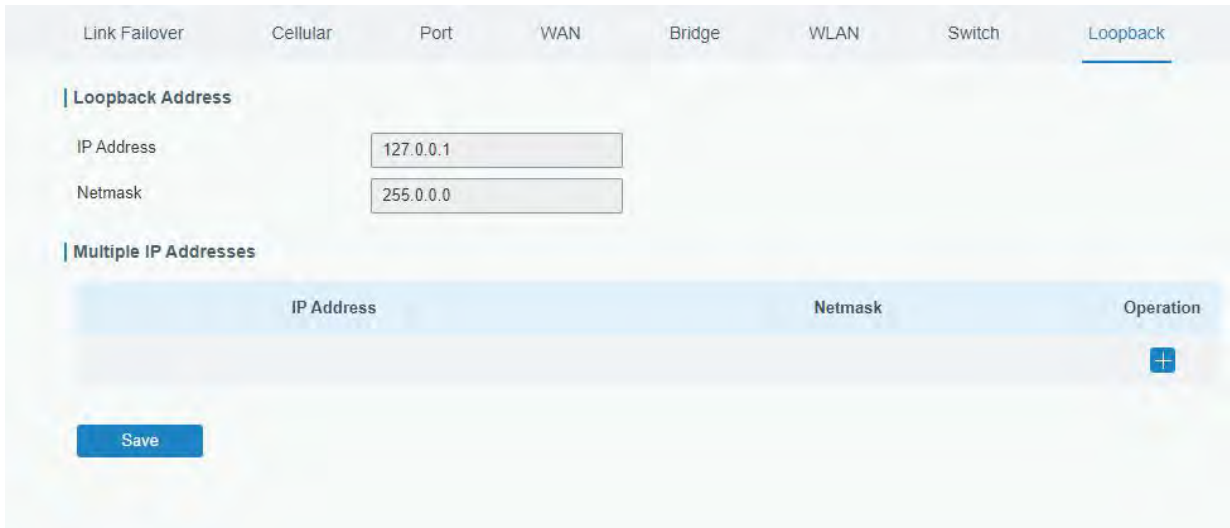 Link Failover Cellular Port WAN Bridge WLAN Switch Loopback
Loopback Address
IP Address 127.0.0.1
Netmask 255.0.0.0
Multiple IP Addresses
IP Address Netmask Operation
+
Save